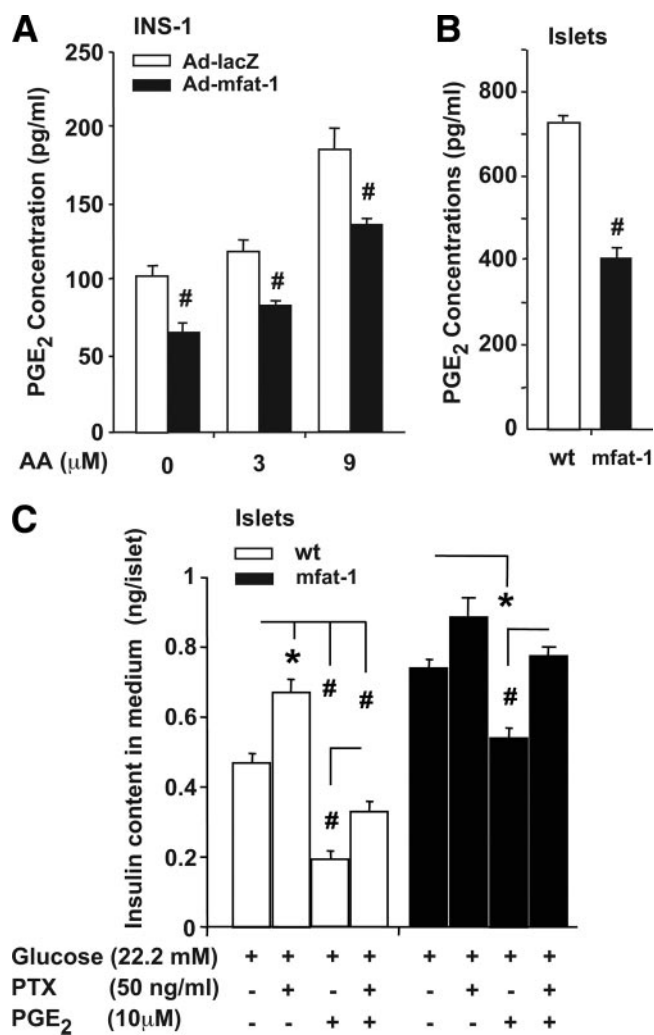 A
INS-1
Ad-lacZ
Ad-mfat-1
PGE₂ Concentration (pg/ml)
250
200
150
100
50
0
#
#
#
AA (μM)
0 3 9
B
Islets
PGE₂ Concentrations (pg/ml)
800
600
400
200
0
#
wt mfat-1
C
Islets
wt
mfat-1
Insulin content in medium (ng/islet)
1
0.8
0.6
0.4
0.2
0
* # #
#
*
#
Glucose (22.2 mM) + + + + + + + +
PTX (50 ng/ml) - + - + - + - +
PGE₂ (10μM) - - + + - - + +